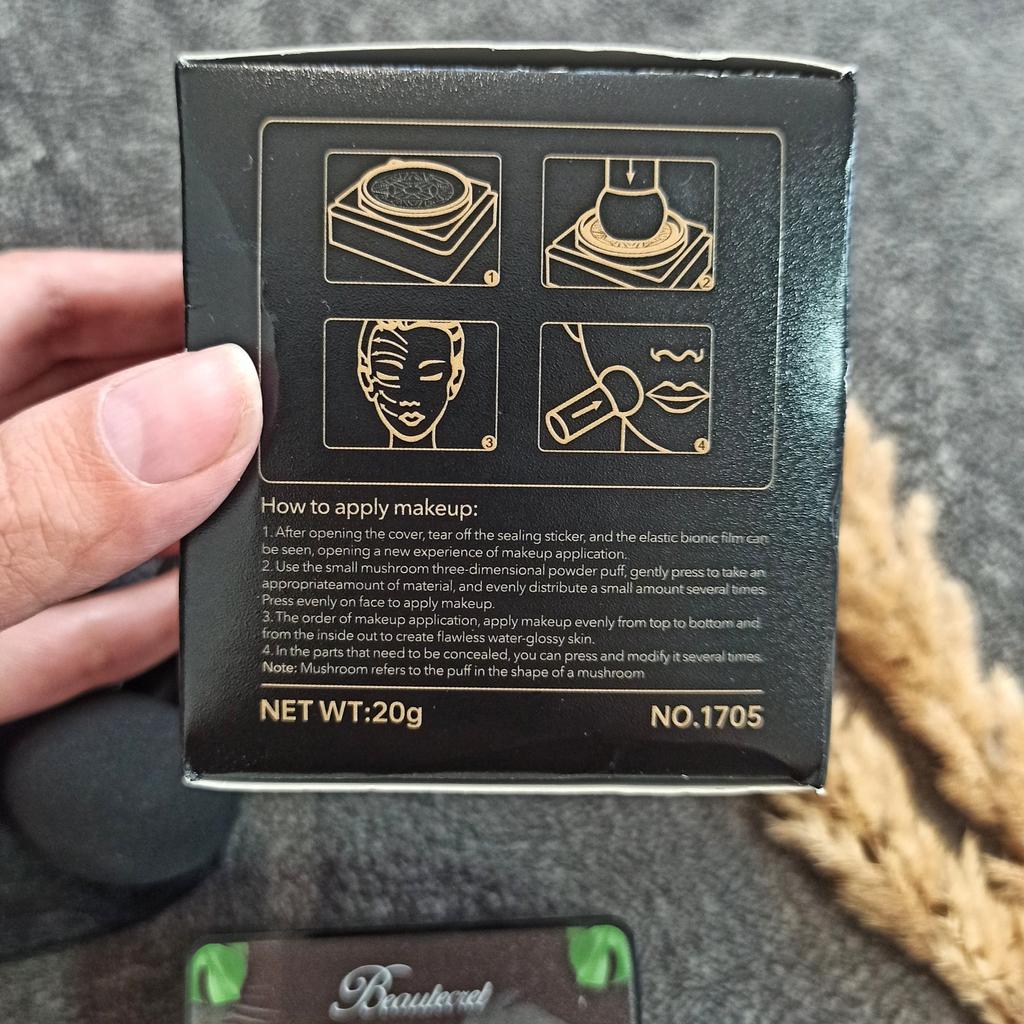 1
2
3
4
How to apply makeup:
1. After opening the cover, tear off the sealing sticker, and the elastic bionic film can
be seen, opening a new experience of makeup application.
2. Use the small mushroom three-dimensional powder puff, gently press to take an
appropriateamount of material, and evenly distribute a small amount several times
Press evenly on face to apply makeup.
3. The order of makeup application, apply makeup evenly from top to bottom and
from the inside out to create flawless water-glossy skin.
4. In the parts that need to be concealed, you can press and modify it several times.
Note: Mushroom refers to the puff in the shape of a mushroom
NET WT:20g NO.1705
Beautecret